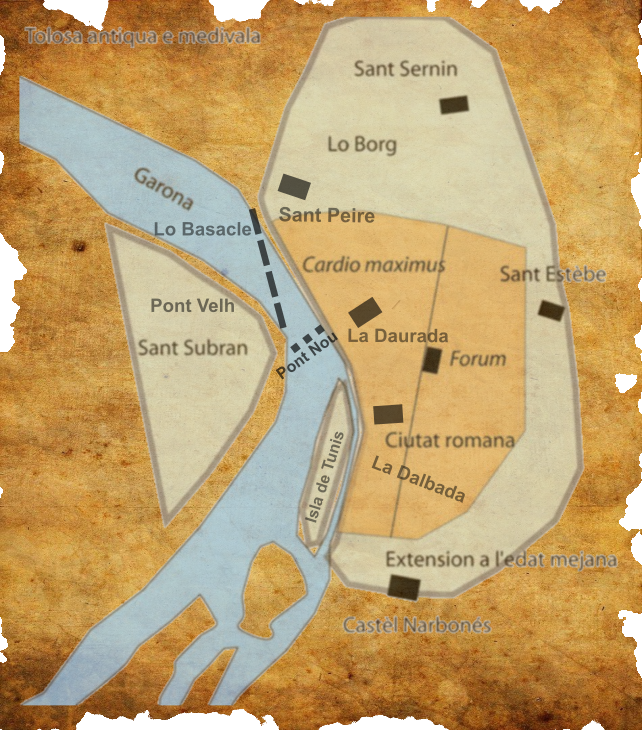 Tolosa antiqua e medivala
Sant Sernin
Lo Borg
Garona
Sant Peire
Lo Basacle
Cardio maximus
Sant Estèbe
Pont Velh
La Daurada
Sant Subran
Pont Nou
Forum
Ciutat romana
Isla de Tunis
La Dalbada
Extension a l'edat mejana
Castèl Narbonés